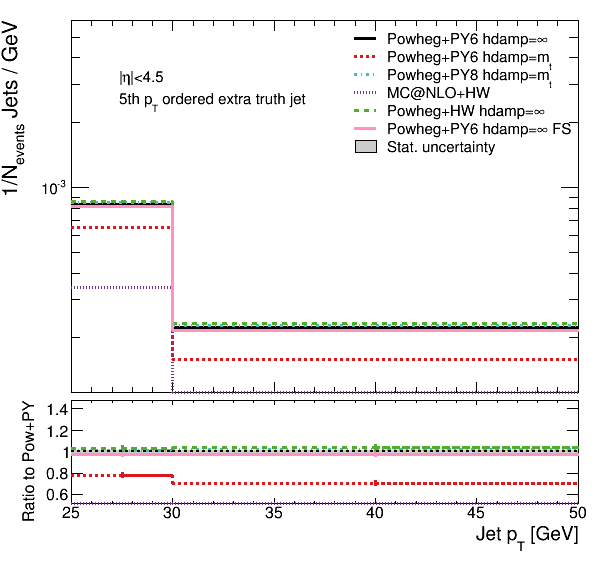 1/N_events Jets / GeV
|η|<4.5
5th p_T ordered extra truth jet
Powheg+PY6 hdamp=∞
Powheg+PY6 hdamp=m_t
Powheg+PY8 hdamp=m_t
MC@NLO+HW
Powheg+HW hdamp=∞
Powheg+PY6 hdamp=∞ FS
Stat. uncertainty
10^-3
Ratio to Pow+PY
1.4
1.2
1
0.8
0.6
25 30 35 40 45 50
Jet p_T [GeV]